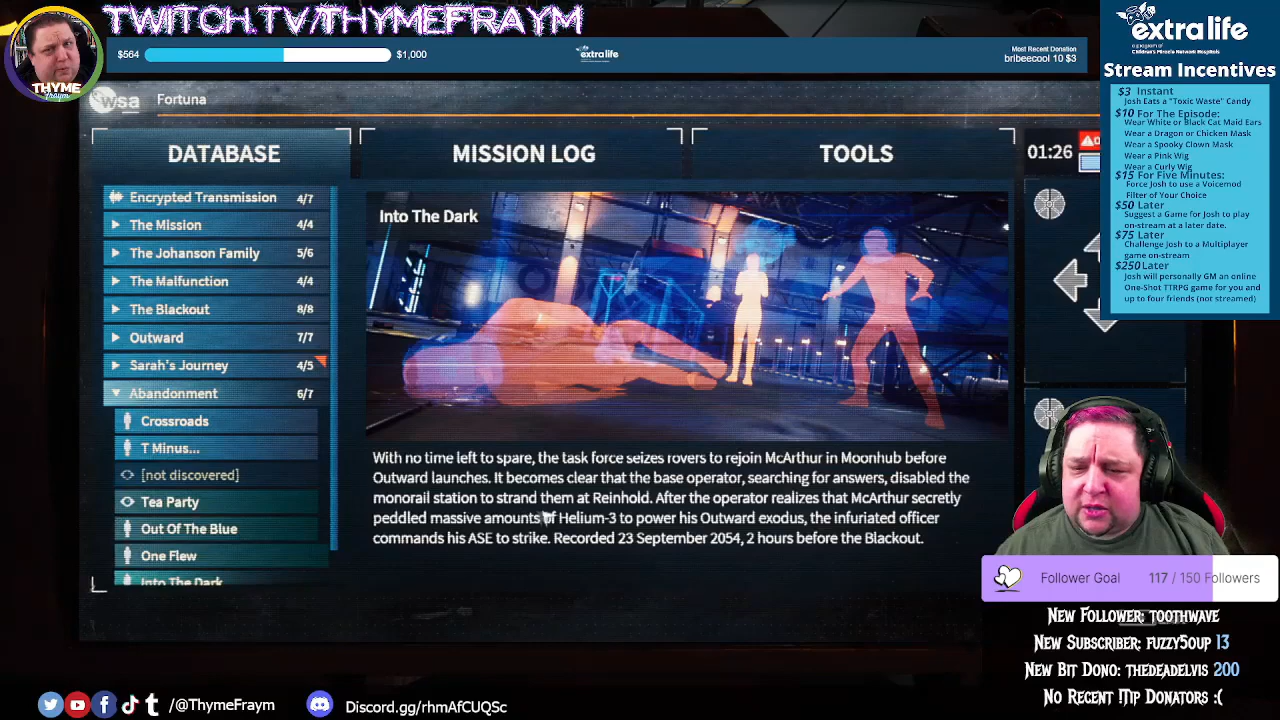 TWITCH.TV/THYMEFRAYM
THYME
Fraym
$564
$1,000
extralife
Most Recent Donation
bribeecool 10 $3
extralife
a program of
Children's Miracle Network Hospitals
Stream Incentives
$3 Instant
Josh Eats a "Toxic Waste" Candy
$10 For The Episode:
Wear White or Black Cat Maid Ears
Wear a Dragon or Chicken Mask
Wear a Spooky Clown Mask
Wear a Pink Wig
Wear a Curly Wig
$15 For Five Minutes:
Force Josh to use a Voicemod
Filter of Your Choice
$50 Later
Suggest a Game for Josh to play
on-stream at a later date.
$75 Later
Challenge Josh to a Multiplayer
game on-stream
$250 Later
Josh will personally GM an online
One-Shot TTRPG game for you and
up to four friends (not streamed)
wsa
Fortuna
DATABASE
MISSION LOG
TOOLS
01:26
Encrypted Transmission 4/7
The Mission 4/4
The Johanson Family 5/6
The Malfunction 4/4
The Blackout 8/8
Outward 7/7
Sarah's Journey 4/5
Abandonment 6/7
Crossroads
T Minus...
[not discovered]
Tea Party
Out Of The Blue
One Flew
Into The Dark
Into The Dark
With no time left to spare, the task force seizes rovers to rejoin McArthur in Moonhub before
Outward launches. It becomes clear that the base operator, searching for answers, disabled the
monorail station to strand them at Reinhold. After the operator realizes that McArthur secretly
peddled massive amounts of Helium-3 to power his Outward exodus, the infuriated officer
commands his ASE to strike. Recorded 23 September 2054, 2 hours before the Blackout.
Follower Goal 117 / 150 Followers
New Follower: toothwave
New Subscriber: fuzzy5oup 13
New Bit Dono: thedeadelvis 200
No Recent !Tip Donators :(
/@ThymeFraym
Discord.gg/rhmAfCUQSc